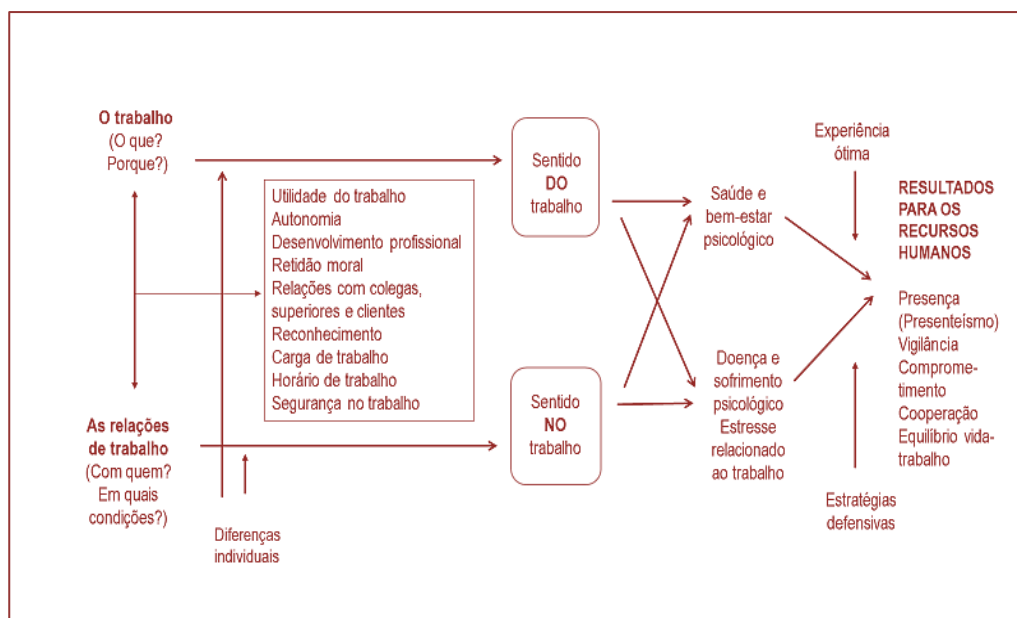 O trabalho
(O que?
Porque?)
As relações
de trabalho
(Com quem?
Em quais
condições?)
Diferenças
individuais
Utilidade do trabalho
Autonomia
Desenvolvimento profissional
Retidão moral
Relações com colegas,
superiores e clientes
Reconhecimento
Carga de trabalho
Horário de trabalho
Segurança no trabalho
Sentido
DO
trabalho
Sentido
NO
trabalho
Saúde e
bem-estar
psicológico
Doença e
sofrimento
psicológico
Estresse
relacionado
ao trabalho
Experiência
ótima
Estratégias
defensivas
RESULTADOS
PARA OS
RECURSOS
HUMANOS
Presença
(Presenteísmo)
Vigilância
Comprome-
timento
Cooperação
Equilíbrio vida-
trabalho